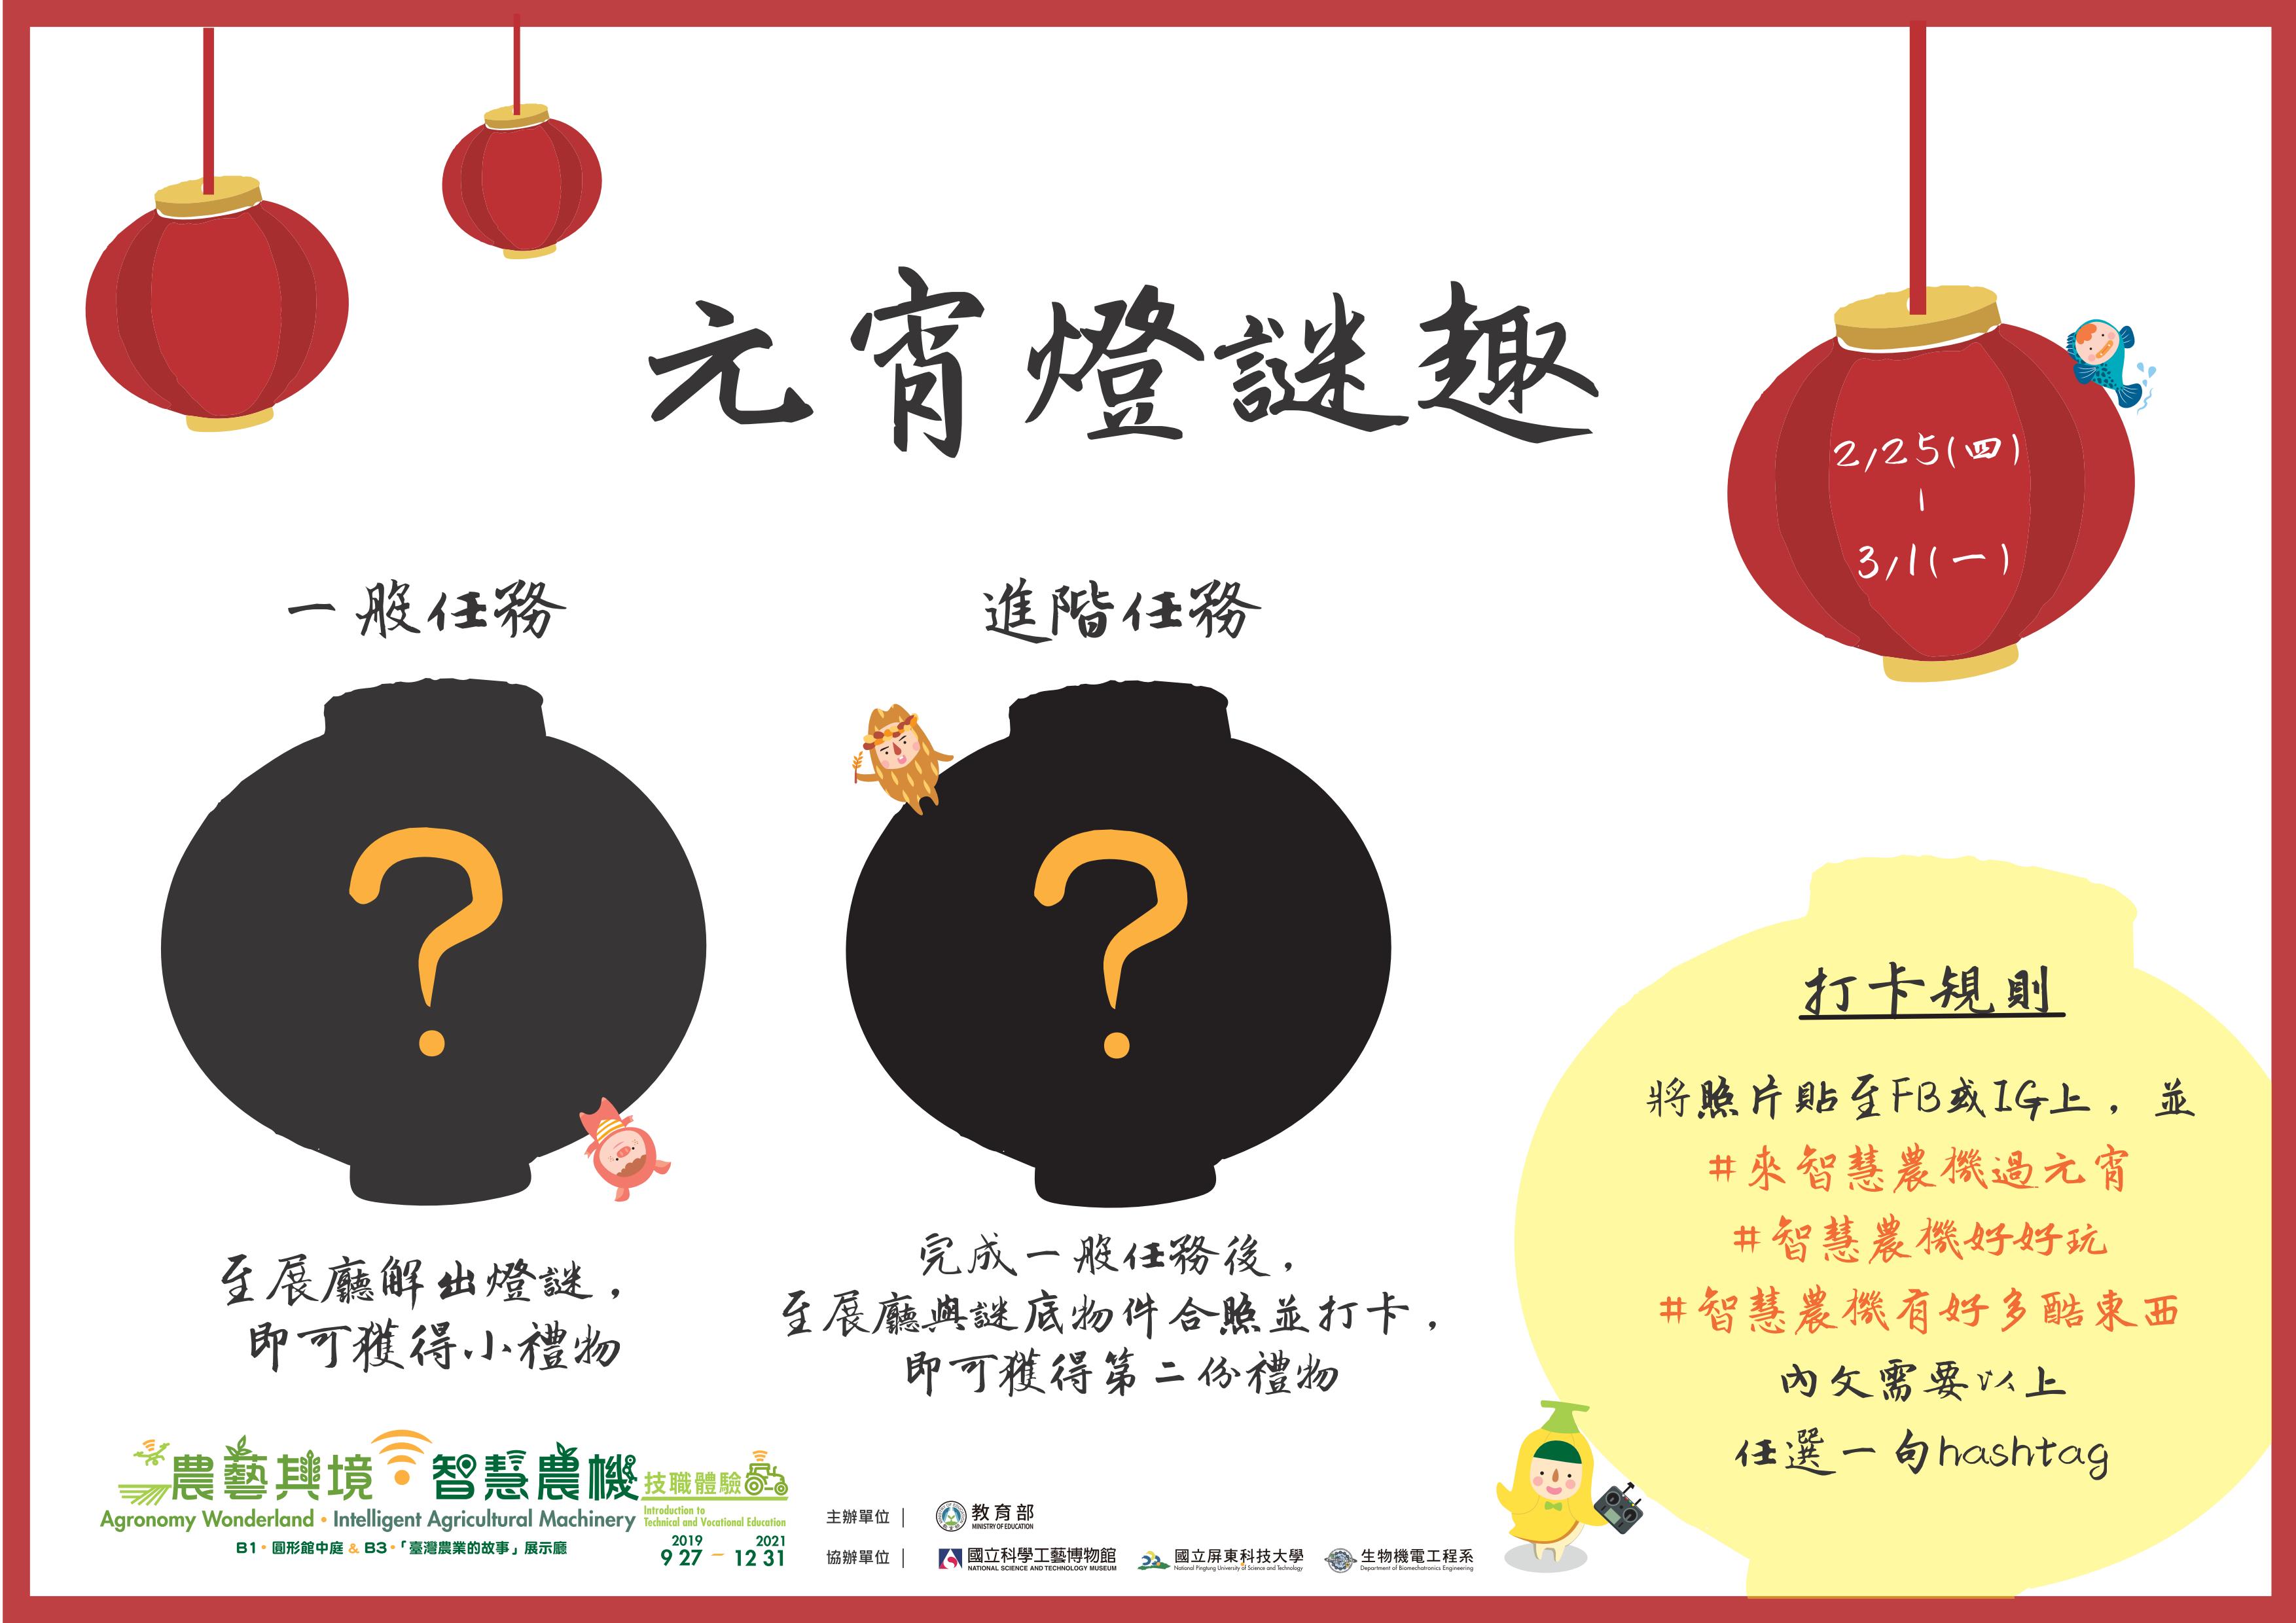 元宵燈謎趣
2/25(四)
-
3/1(一)
一般任務
?
至展廳解出燈謎，
即可獲得小禮物
進階任務
?
完成一般任務後，
至展廳與謎底物件合照並打卡，
即可獲得第二份禮物
打卡規則
將照片貼至FB或IG上，並
#來智慧農機過元宵
#智慧農機好好玩
#智慧農機有好多酷東西
內文需要以上
任選一句hashtag
農藝其境 智慧農機 技職體驗
Agronomy Wonderland・Intelligent Agricultural Machinery
Introduction to
Technical and Vocational Education
B1・圓形館中庭 & B3・「臺灣農業的故事」展示廳
2019 2021
9 27 － 12 31
主辦單位｜ 教育部
MINISTRY OF EDUCATION
協辦單位｜ 國立科學工藝博物館 國立屏東科技大學 生物機電工程系
NATIONAL SCIENCE AND TECHNOLOGY MUSEUM National Pingtung University of Science and Technology Department of Biomechatronics Engineering